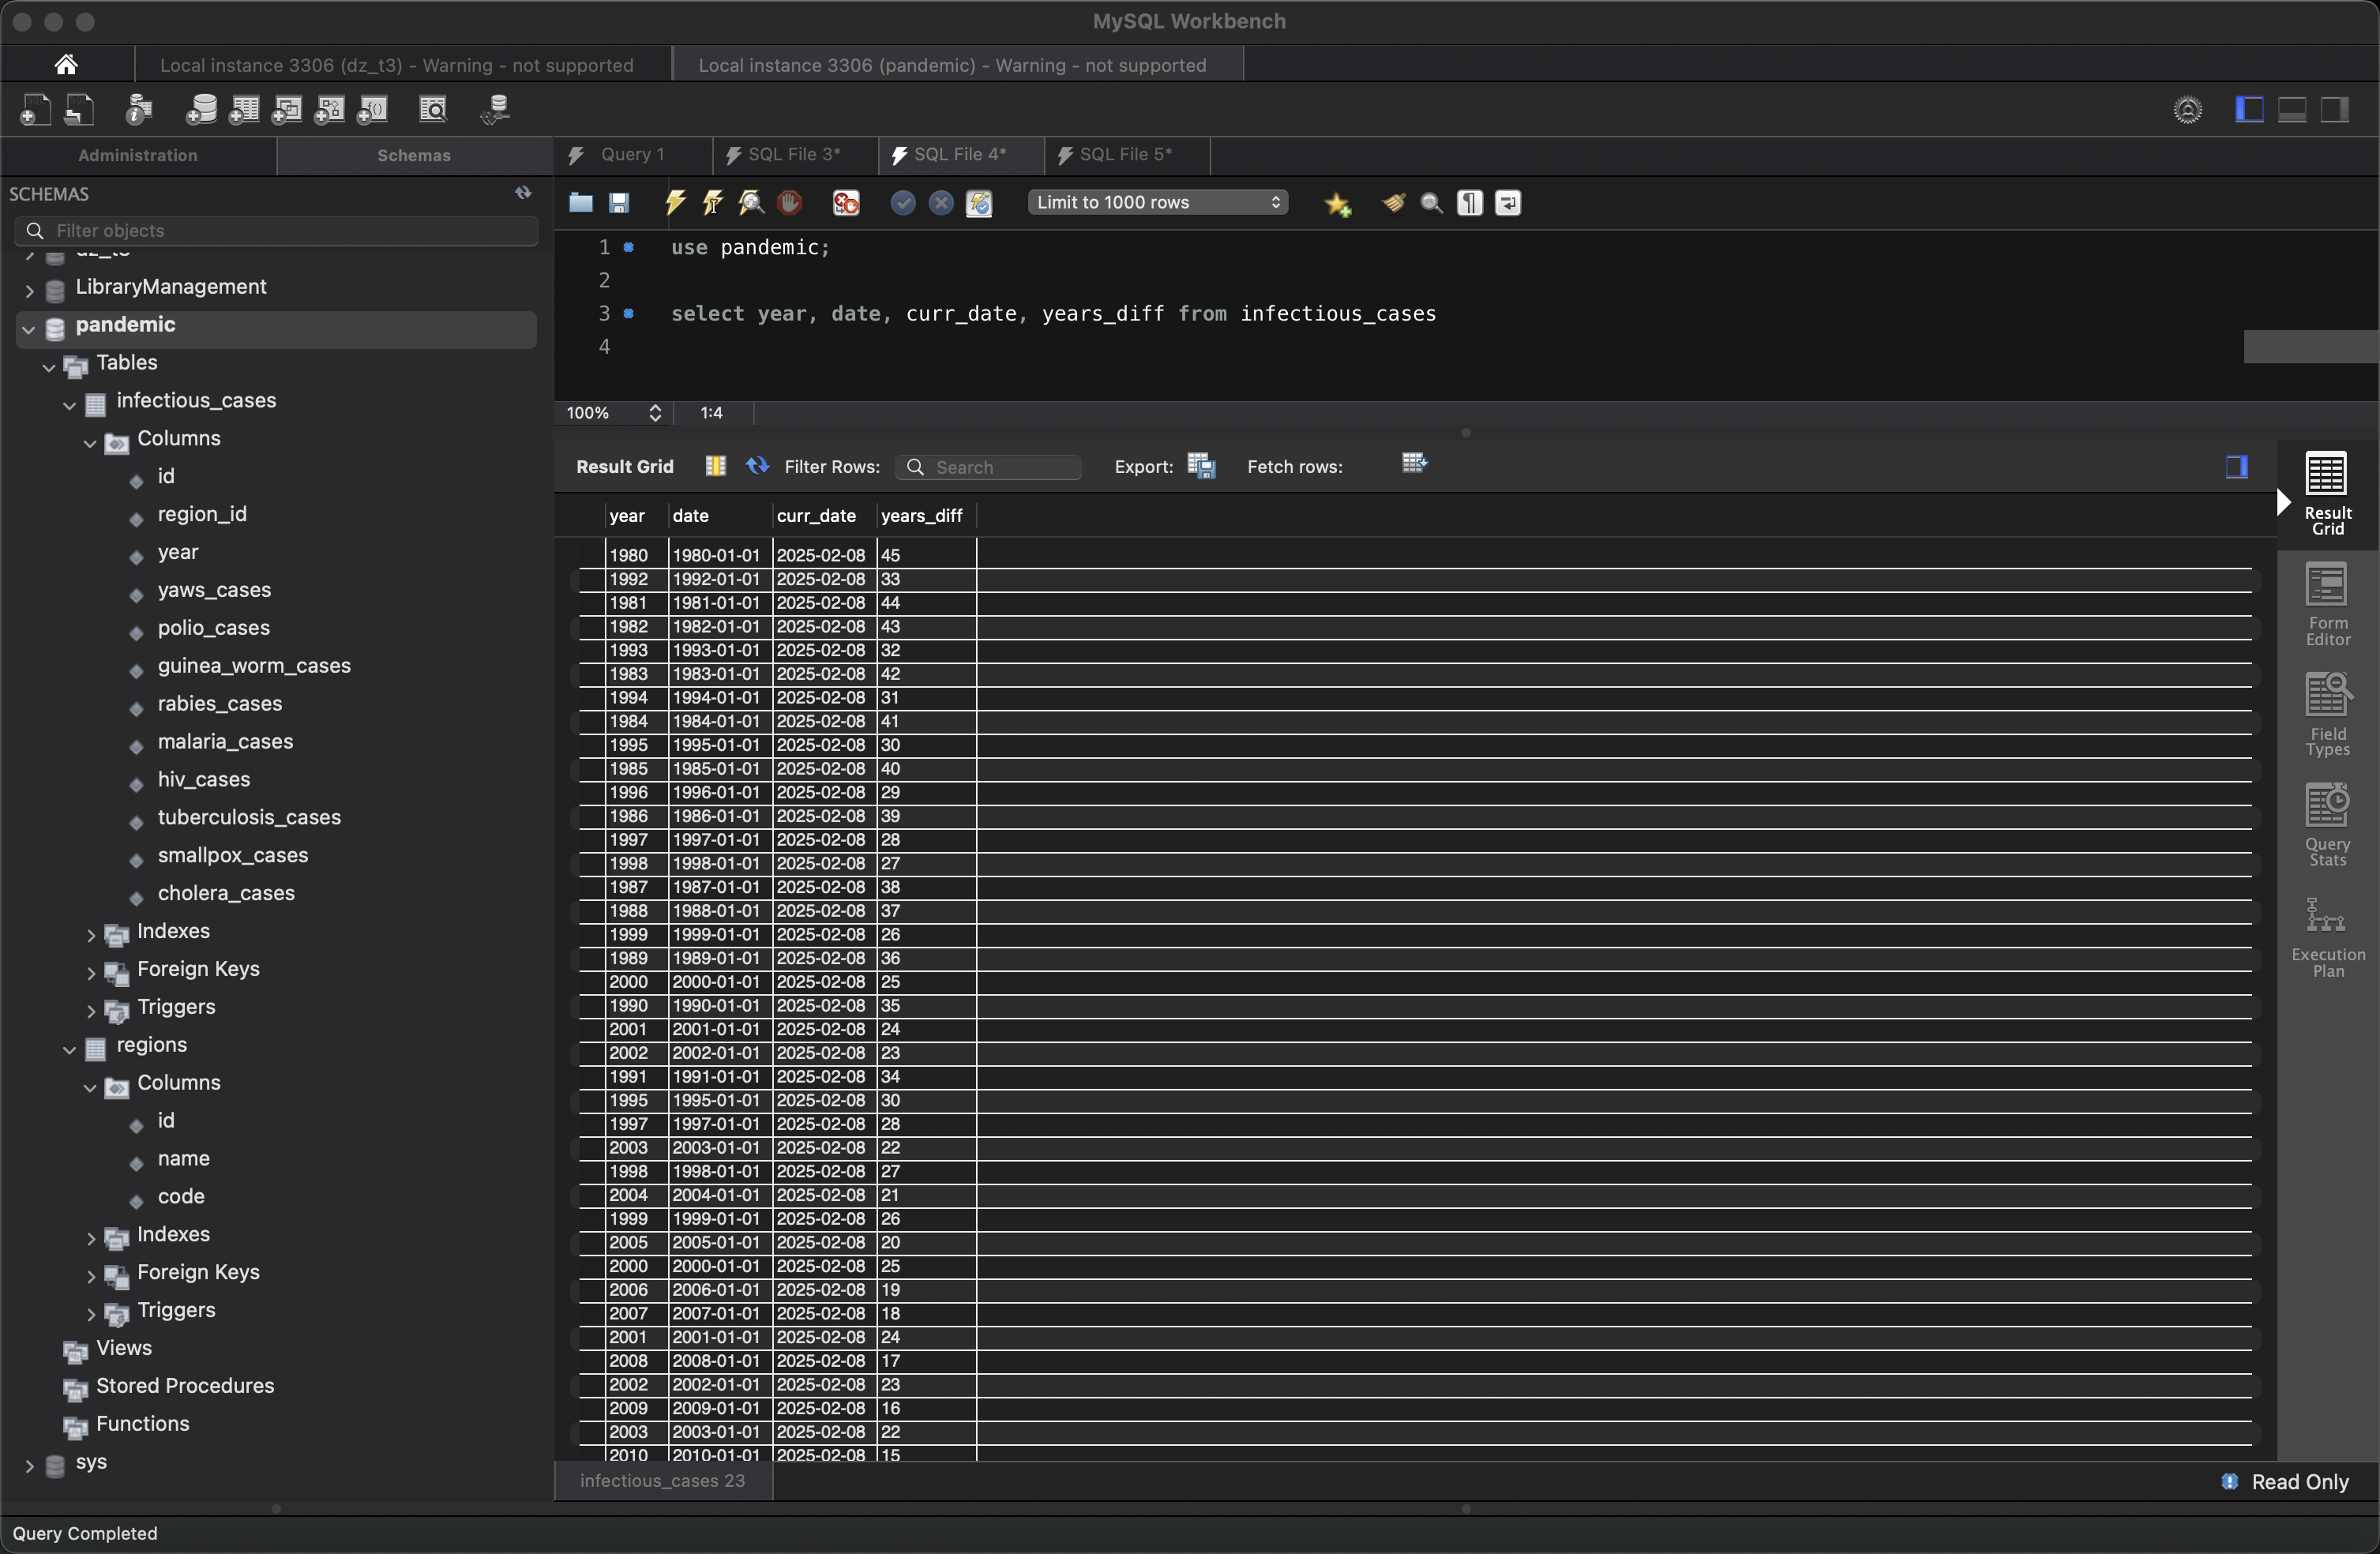 MySQL Workbench
Local instance 3306 (dz_t3) - Warning - not supported
Local instance 3306 (pandemic) - Warning - not supported
Administration
Schemas
Query 1
SQL File 3*
SQL File 4*
SQL File 5*
SCHEMAS
Filter objects
dz_t3
LibraryManagement
pandemic
Tables
infectious_cases
Columns
id
region_id
year
yaws_cases
polio_cases
guinea_worm_cases
rabies_cases
malaria_cases
hiv_cases
tuberculosis_cases
smallpox_cases
cholera_cases
Indexes
Foreign Keys
Triggers
regions
Columns
id
name
code
Indexes
Foreign Keys
Triggers
Views
Stored Procedures
Functions
sys
Limit to 1000 rows
1 use pandemic;
2
3 select year, date, curr_date, years_diff from infectious_cases
4
100% 1:4
Result Grid Filter Rows: Search Export: Fetch rows:
year date curr_date years_diff
1980 1980-01-01 2025-02-08 45
1992 1992-01-01 2025-02-08 33
1981 1981-01-01 2025-02-08 44
1982 1982-01-01 2025-02-08 43
1993 1993-01-01 2025-02-08 32
1983 1983-01-01 2025-02-08 42
1994 1994-01-01 2025-02-08 31
1984 1984-01-01 2025-02-08 41
1995 1995-01-01 2025-02-08 30
1985 1985-01-01 2025-02-08 40
1996 1996-01-01 2025-02-08 29
1986 1986-01-01 2025-02-08 39
1997 1997-01-01 2025-02-08 28
1998 1998-01-01 2025-02-08 27
1987 1987-01-01 2025-02-08 38
1988 1988-01-01 2025-02-08 37
1999 1999-01-01 2025-02-08 26
1989 1989-01-01 2025-02-08 36
2000 2000-01-01 2025-02-08 25
1990 1990-01-01 2025-02-08 35
2001 2001-01-01 2025-02-08 24
2002 2002-01-01 2025-02-08 23
1991 1991-01-01 2025-02-08 34
1995 1995-01-01 2025-02-08 30
1997 1997-01-01 2025-02-08 28
2003 2003-01-01 2025-02-08 22
1998 1998-01-01 2025-02-08 27
2004 2004-01-01 2025-02-08 21
1999 1999-01-01 2025-02-08 26
2005 2005-01-01 2025-02-08 20
2000 2000-01-01 2025-02-08 25
2006 2006-01-01 2025-02-08 19
2007 2007-01-01 2025-02-08 18
2001 2001-01-01 2025-02-08 24
2008 2008-01-01 2025-02-08 17
2002 2002-01-01 2025-02-08 23
2009 2009-01-01 2025-02-08 16
2003 2003-01-01 2025-02-08 22
2010 2010-01-01 2025-02-08 15
Result
Grid
Form
Editor
Field
Types
Query
Stats
Execution
Plan
infectious_cases 23
Read Only
Query Completed